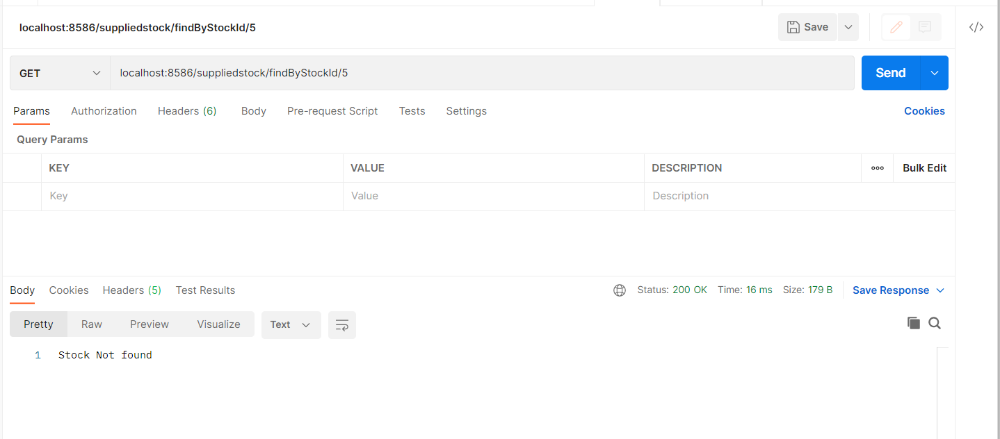 localhost:8586/suppliedstock/findByStockId/5 Save </>
GET localhost:8586/suppliedstock/findByStockId/5 Send
Params Authorization Headers (6) Body Pre-request Script Tests Settings Cookies
Query Params
KEY VALUE DESCRIPTION ooo Bulk Edit
Key Value Description
Body Cookies Headers (5) Test Results Status: 200 OK Time: 16 ms Size: 179 B Save Response
Pretty Raw Preview Visualize Text
1 Stock Not found